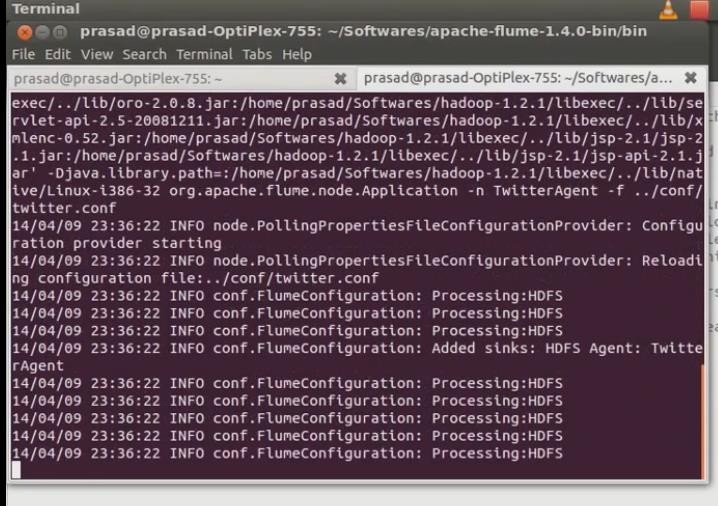 Terminal
prasad@prasad-OptiPlex-755: ~/Softwares/apache-flume-1.4.0-bin/bin
File Edit View Search Terminal Tabs Help
prasad@prasad-OptiPlex-755: ~
prasad@prasad-OptiPlex-755: ~/Softwares/a...
exec/../lib/oro-2.0.8.jar:/home/prasad/Softwares/hadoop-1.2.1/libexec/../lib/se
rvlet-api-2.5-20081211.jar:/home/prasad/Softwares/hadoop-1.2.1/libexec/../lib/x
mlenc-0.52.jar:/home/prasad/Softwares/hadoop-1.2.1/libexec/../lib/jsp-2.1/jsp-2
.1.jar:/home/prasad/Softwares/hadoop-1.2.1/libexec/../lib/jsp-2.1/jsp-api-2.1.j
ar' -Djava.library.path=:/home/prasad/Softwares/hadoop-1.2.1/libexec/../lib/nat
ive/Linux-i386-32 org.apache.flume.node.Application -n TwitterAgent -f ../conf/
twitter.conf
14/04/09 23:36:22 INFO node.PollingPropertiesFileConfigurationProvider: Configu
ration provider starting
14/04/09 23:36:22 INFO node.PollingPropertiesFileConfigurationProvider: Reloadi
ng configuration file:../conf/twitter.conf
14/04/09 23:36:22 INFO conf.FlumeConfiguration: Processing:HDFS
14/04/09 23:36:22 INFO conf.FlumeConfiguration: Processing:HDFS
14/04/09 23:36:22 INFO conf.FlumeConfiguration: Processing:HDFS
14/04/09 23:36:22 INFO conf.FlumeConfiguration: Added sinks: HDFS Agent: Twitte
rAgent
14/04/09 23:36:22 INFO conf.FlumeConfiguration: Processing:HDFS
14/04/09 23:36:22 INFO conf.FlumeConfiguration: Processing:HDFS
14/04/09 23:36:22 INFO conf.FlumeConfiguration: Processing:HDFS
14/04/09 23:36:22 INFO conf.FlumeConfiguration: Processing:HDFS
14/04/09 23:36:22 INFO conf.FlumeConfiguration: Processing:HDFS